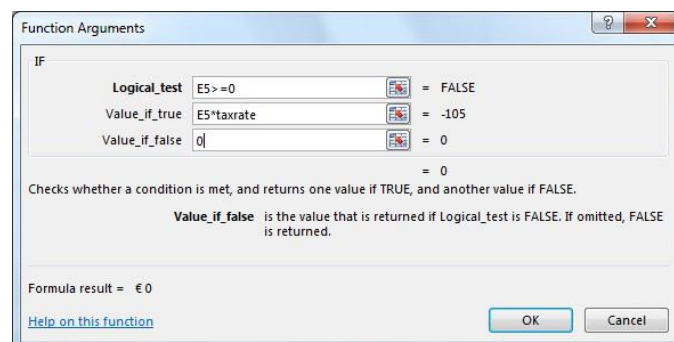 Function Arguments
IF
Logical_test E5>=0 = FALSE
Value_if_true E5*taxrate = -105
Value_if_false 0 = 0
= 0
Checks whether a condition is met, and returns one value if TRUE, and another value if FALSE.
Value_if_false is the value that is returned if Logical_test is FALSE. If omitted, FALSE
is returned.
Formula result = € 0
Help on this function OK Cancel